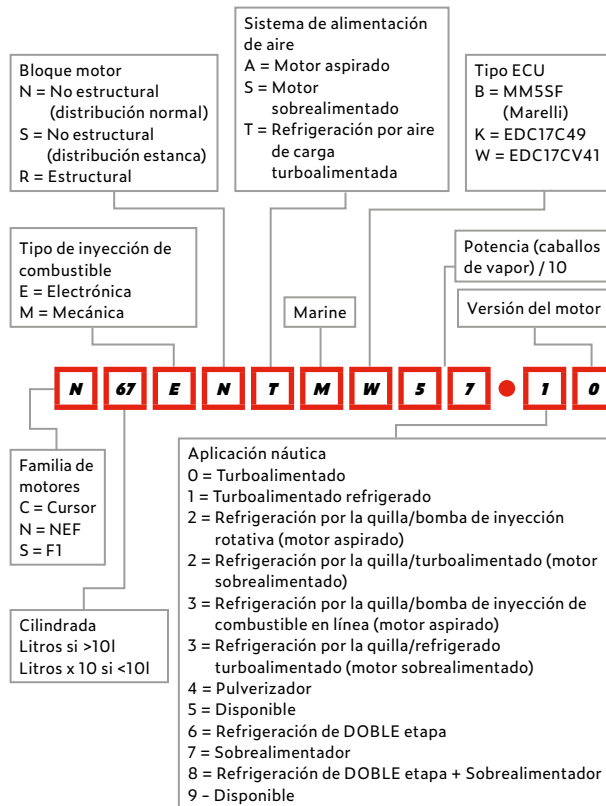 Sistema de alimentación
de aire
A = Motor aspirado
S = Motor
sobrealimentado
T = Refrigeración por aire
de carga
turboalimentada
Bloque motor
N = No estructural
(distribución normal)
S = No estructural
(distribución estanca)
R = Estructural
Tipo ECU
B = MM5SF
(Marelli)
K = EDC17C49
W = EDC17CV41
Tipo de inyección de
combustible
E = Electrónica
M = Mecánica
Marine
Potencia (caballos
de vapor) / 10
Versión del motor
N 67 E N T M W 5 7 • 1 0
Familia de
motores
C = Cursor
N = NEF
S = F1
Cilindrada
Litros si >10l
Litros x 10 si <10l
Aplicación náutica
0 = Turboalimentado
1 = Turboalimentado refrigerado
2 = Refrigeración por la quilla/bomba de inyección
rotativa (motor aspirado)
2 = Refrigeración por la quilla/turboalimentado (motor
sobrealimentado)
3 = Refrigeración por la quilla/bomba de inyección de
combustible en línea (motor aspirado)
3 = Refrigeración por la quilla/refrigerado
turboalimentado (motor sobrealimentado)
4 = Pulverizador
5 = Disponible
6 = Refrigeración de DOBLE etapa
7 = Sobrealimentador
8 = Refrigeración de DOBLE etapa + Sobrealimentador
9 - Disponible